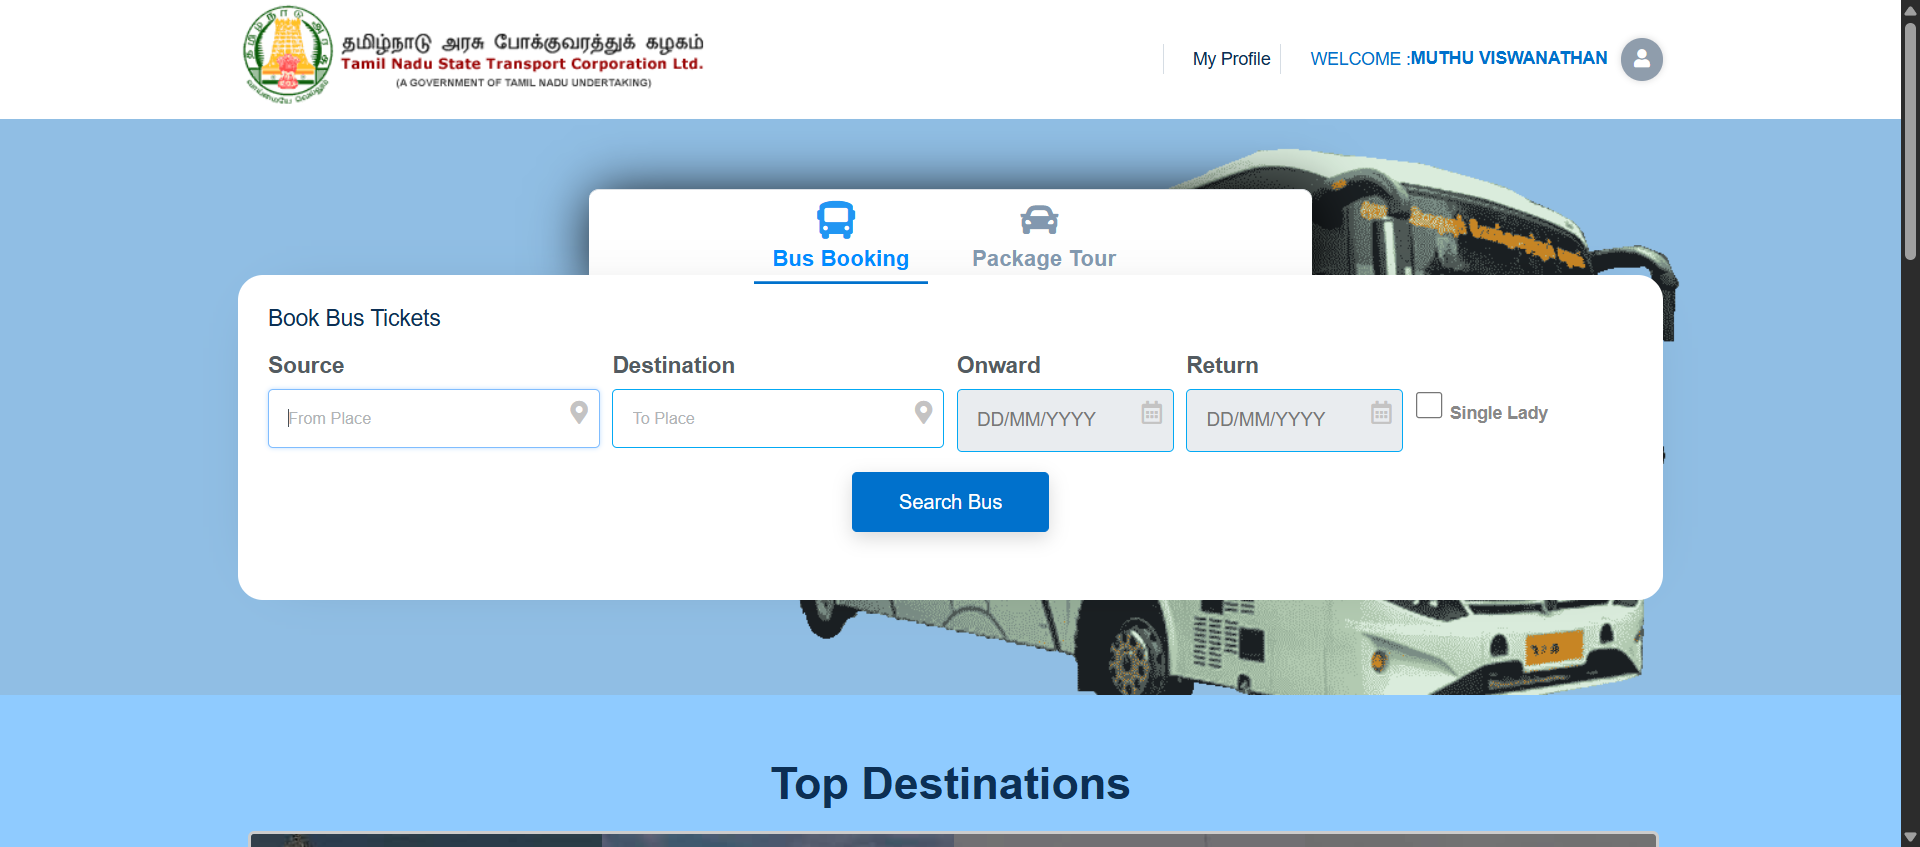 தமிழ்நாடு அரசு போக்குவரத்துக் கழகம்
Tamil Nadu State Transport Corporation Ltd.
(A GOVERNMENT OF TAMIL NADU UNDERTAKING)
My Profile
WELCOME :MUTHU VISWANATHAN
Bus Booking
Package Tour
Book Bus Tickets
Source
Destination
Onward
Return
From Place
To Place
DD/MM/YYYY
DD/MM/YYYY
Single Lady
Search Bus
Top Destinations